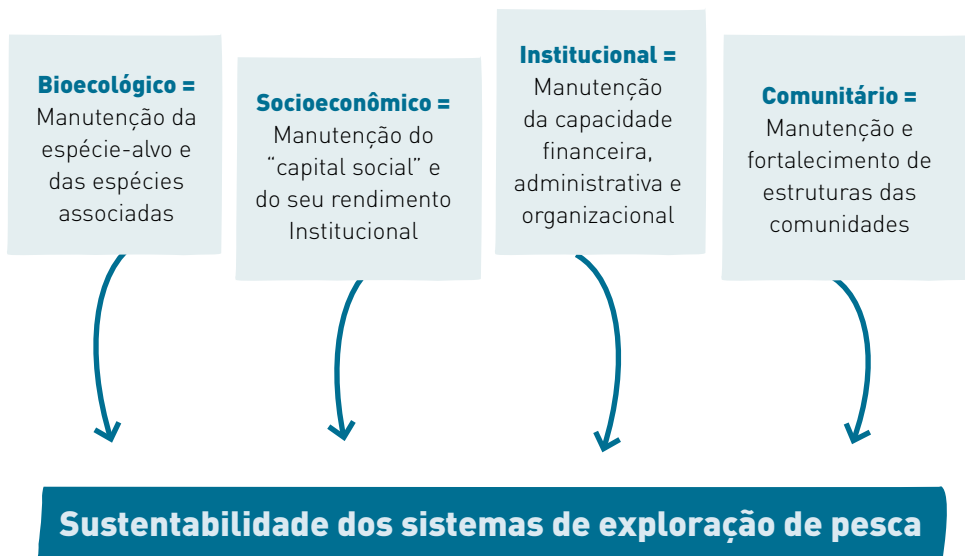 Bioecológico =
Manutenção da
espécie-alvo e
das espécies
associadas
Socioeconômico =
Manutenção do
“capital social” e
do seu rendimento
Institucional
Institucional =
Manutenção
da capacidade
financeira,
administrativa e
organizacional
Comunitário =
Manutenção e
fortalecimento de
estruturas das
comunidades
Sustentabilidade dos sistemas de exploração de pesca